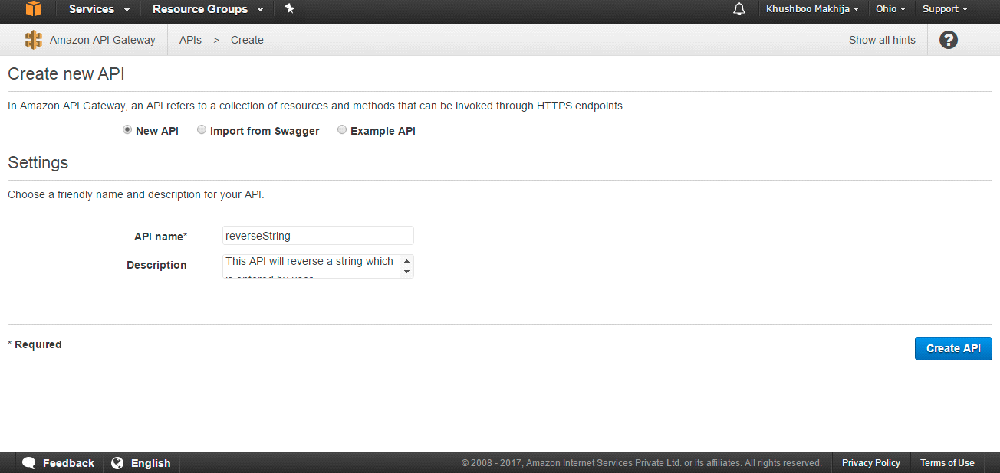 Services Resource Groups Khushboo Makhija Ohio Support
Amazon API Gateway APIs > Create Show all hints ?
Create new API
In Amazon API Gateway, an API refers to a collection of resources and methods that can be invoked through HTTPS endpoints.
New API Import from Swagger Example API
Settings
Choose a friendly name and description for your API.
API name* reverseString
Description This API will reverse a string which
is entered by user
* Required
Create API
Feedback English © 2008 - 2017, Amazon Internet Services Private Ltd. or its affiliates. All rights reserved. Privacy Policy Terms of Use